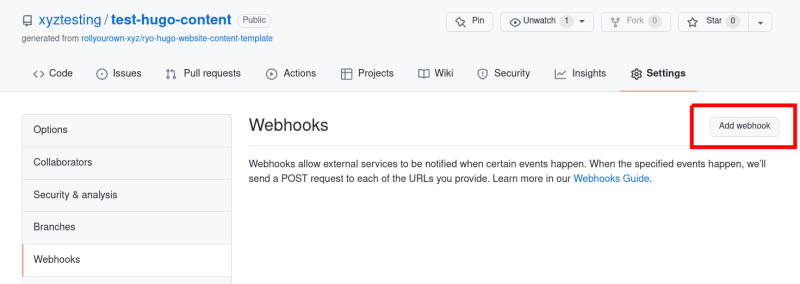 xyztesting / test-hugo-content Public
Pin
Unwatch 1
Fork 0
Star 0
generated from rollyourown-xyz/ryo-hugo-website-content-template
Code
Issues
Pull requests
Actions
Projects
Wiki
Security
Insights
Settings
Options
Collaborators
Security & analysis
Branches
Webhooks
Webhooks
Add webhook
Webhooks allow external services to be notified when certain events happen. When the specified events happen, we'll
send a POST request to each of the URLs you provide. Learn more in our Webhooks Guide.